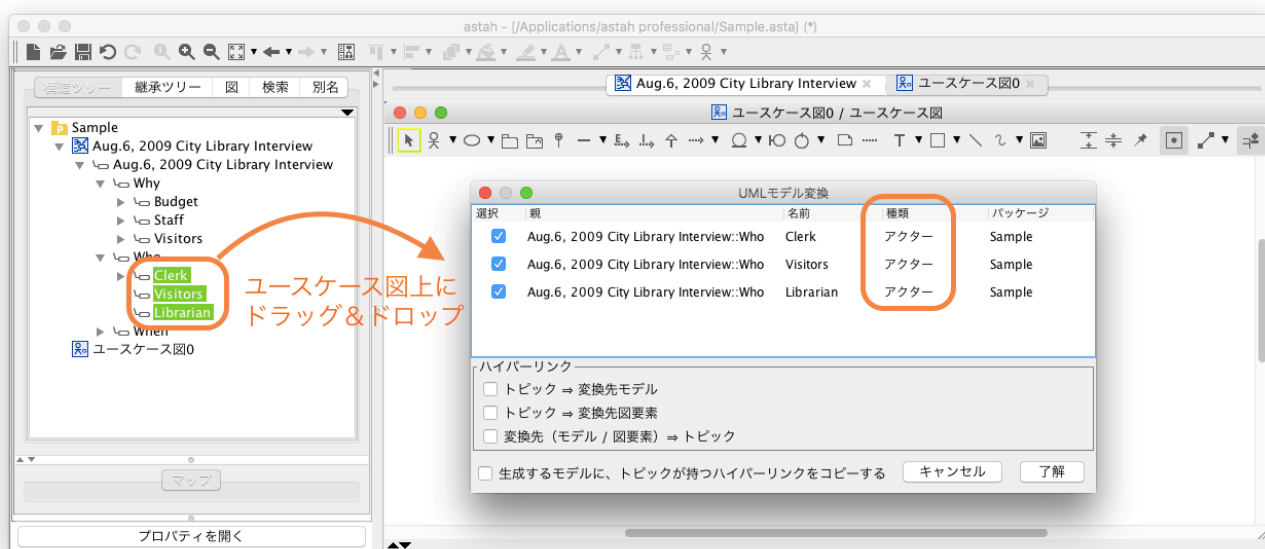 astah - [/Applications/astah professional/Sample.asta] (*)
構造ツリー 継承ツリー 図 検索 別名
Sample
Aug.6, 2009 City Library Interview
Aug.6, 2009 City Library Interview
Why
Budget
Staff
Visitors
Who
Clerk
Visitors
Librarian
When
ユースケース図0
マップ
プロパティを開く
ユースケース図上に
ドラッグ＆ドロップ
Aug.6, 2009 City Library Interview ユースケース図0
ユースケース図0 / ユースケース図
UMLモデル変換
選択 親 名前 種類 パッケージ
Aug.6, 2009 City Library Interview::Who Clerk アクター Sample
Aug.6, 2009 City Library Interview::Who Visitors アクター Sample
Aug.6, 2009 City Library Interview::Who Librarian アクター Sample
ハイパーリンク
トピック ⇒ 変換先モデル
トピック ⇒ 変換先図要素
変換先（モデル / 図要素）⇒ トピック
生成するモデルに、トピックが持つハイパーリンクをコピーする キャンセル 了解